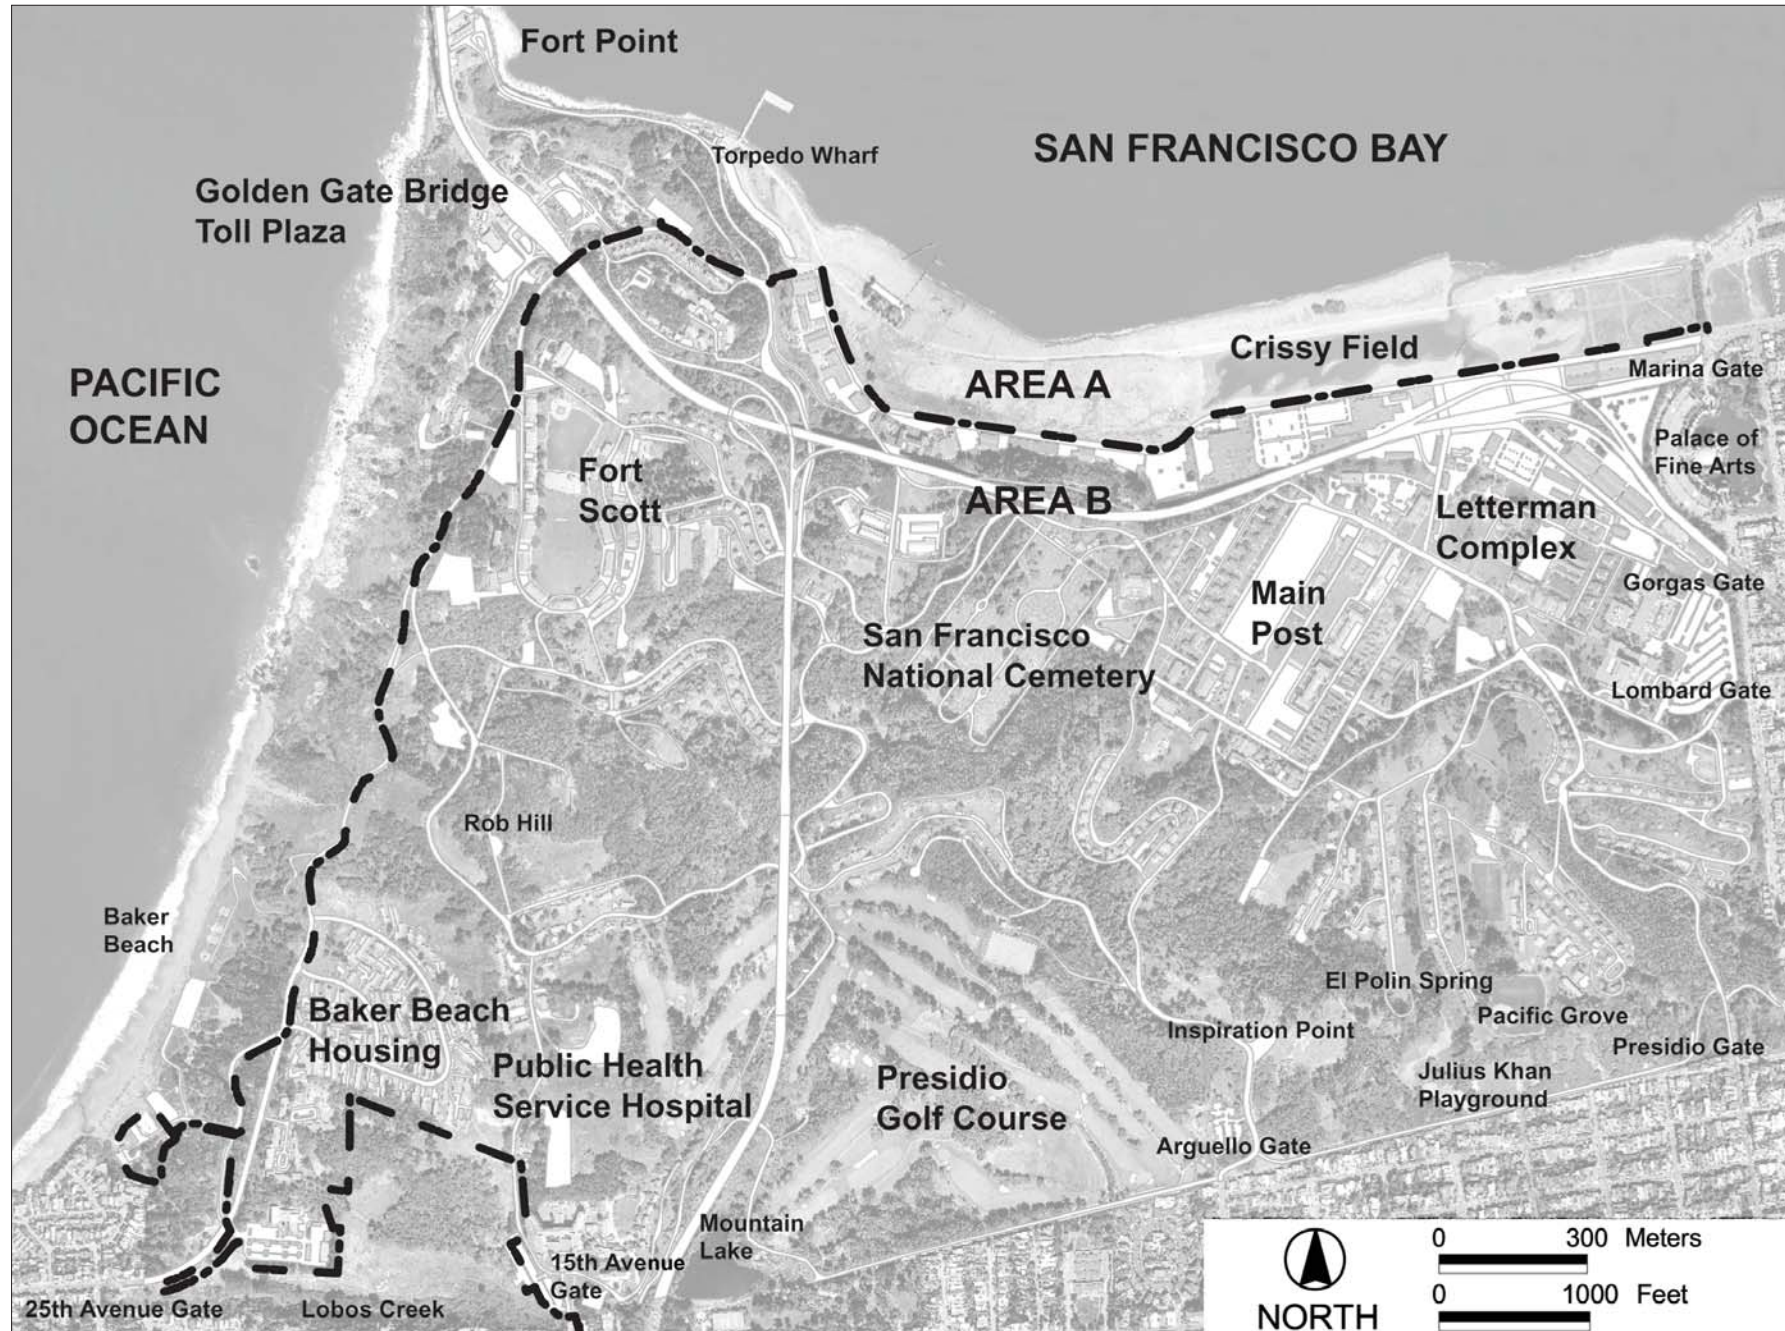 Fort Point
Torpedo Wharf
SAN FRANCISCO BAY
Golden Gate Bridge
Toll Plaza
PACIFIC
OCEAN
Crissy Field
Marina Gate
AREA A
Palace of
Fine Arts
Fort
Scott
AREA B
Letterman
Complex
Gorgas Gate
Main
Post
San Francisco
National Cemetery
Lombard Gate
Rob Hill
Baker
Beach
El Polin Spring
Baker Beach
Housing
Pacific Grove
Inspiration Point
Presidio Gate
Public Health
Service Hospital
Presidio
Golf Course
Julius Khan
Playground
Arguello Gate
Mountain
Lake
15th Avenue
Gate
25th Avenue Gate
Lobos Creek
NORTH
0 300 Meters
0 1000 Feet